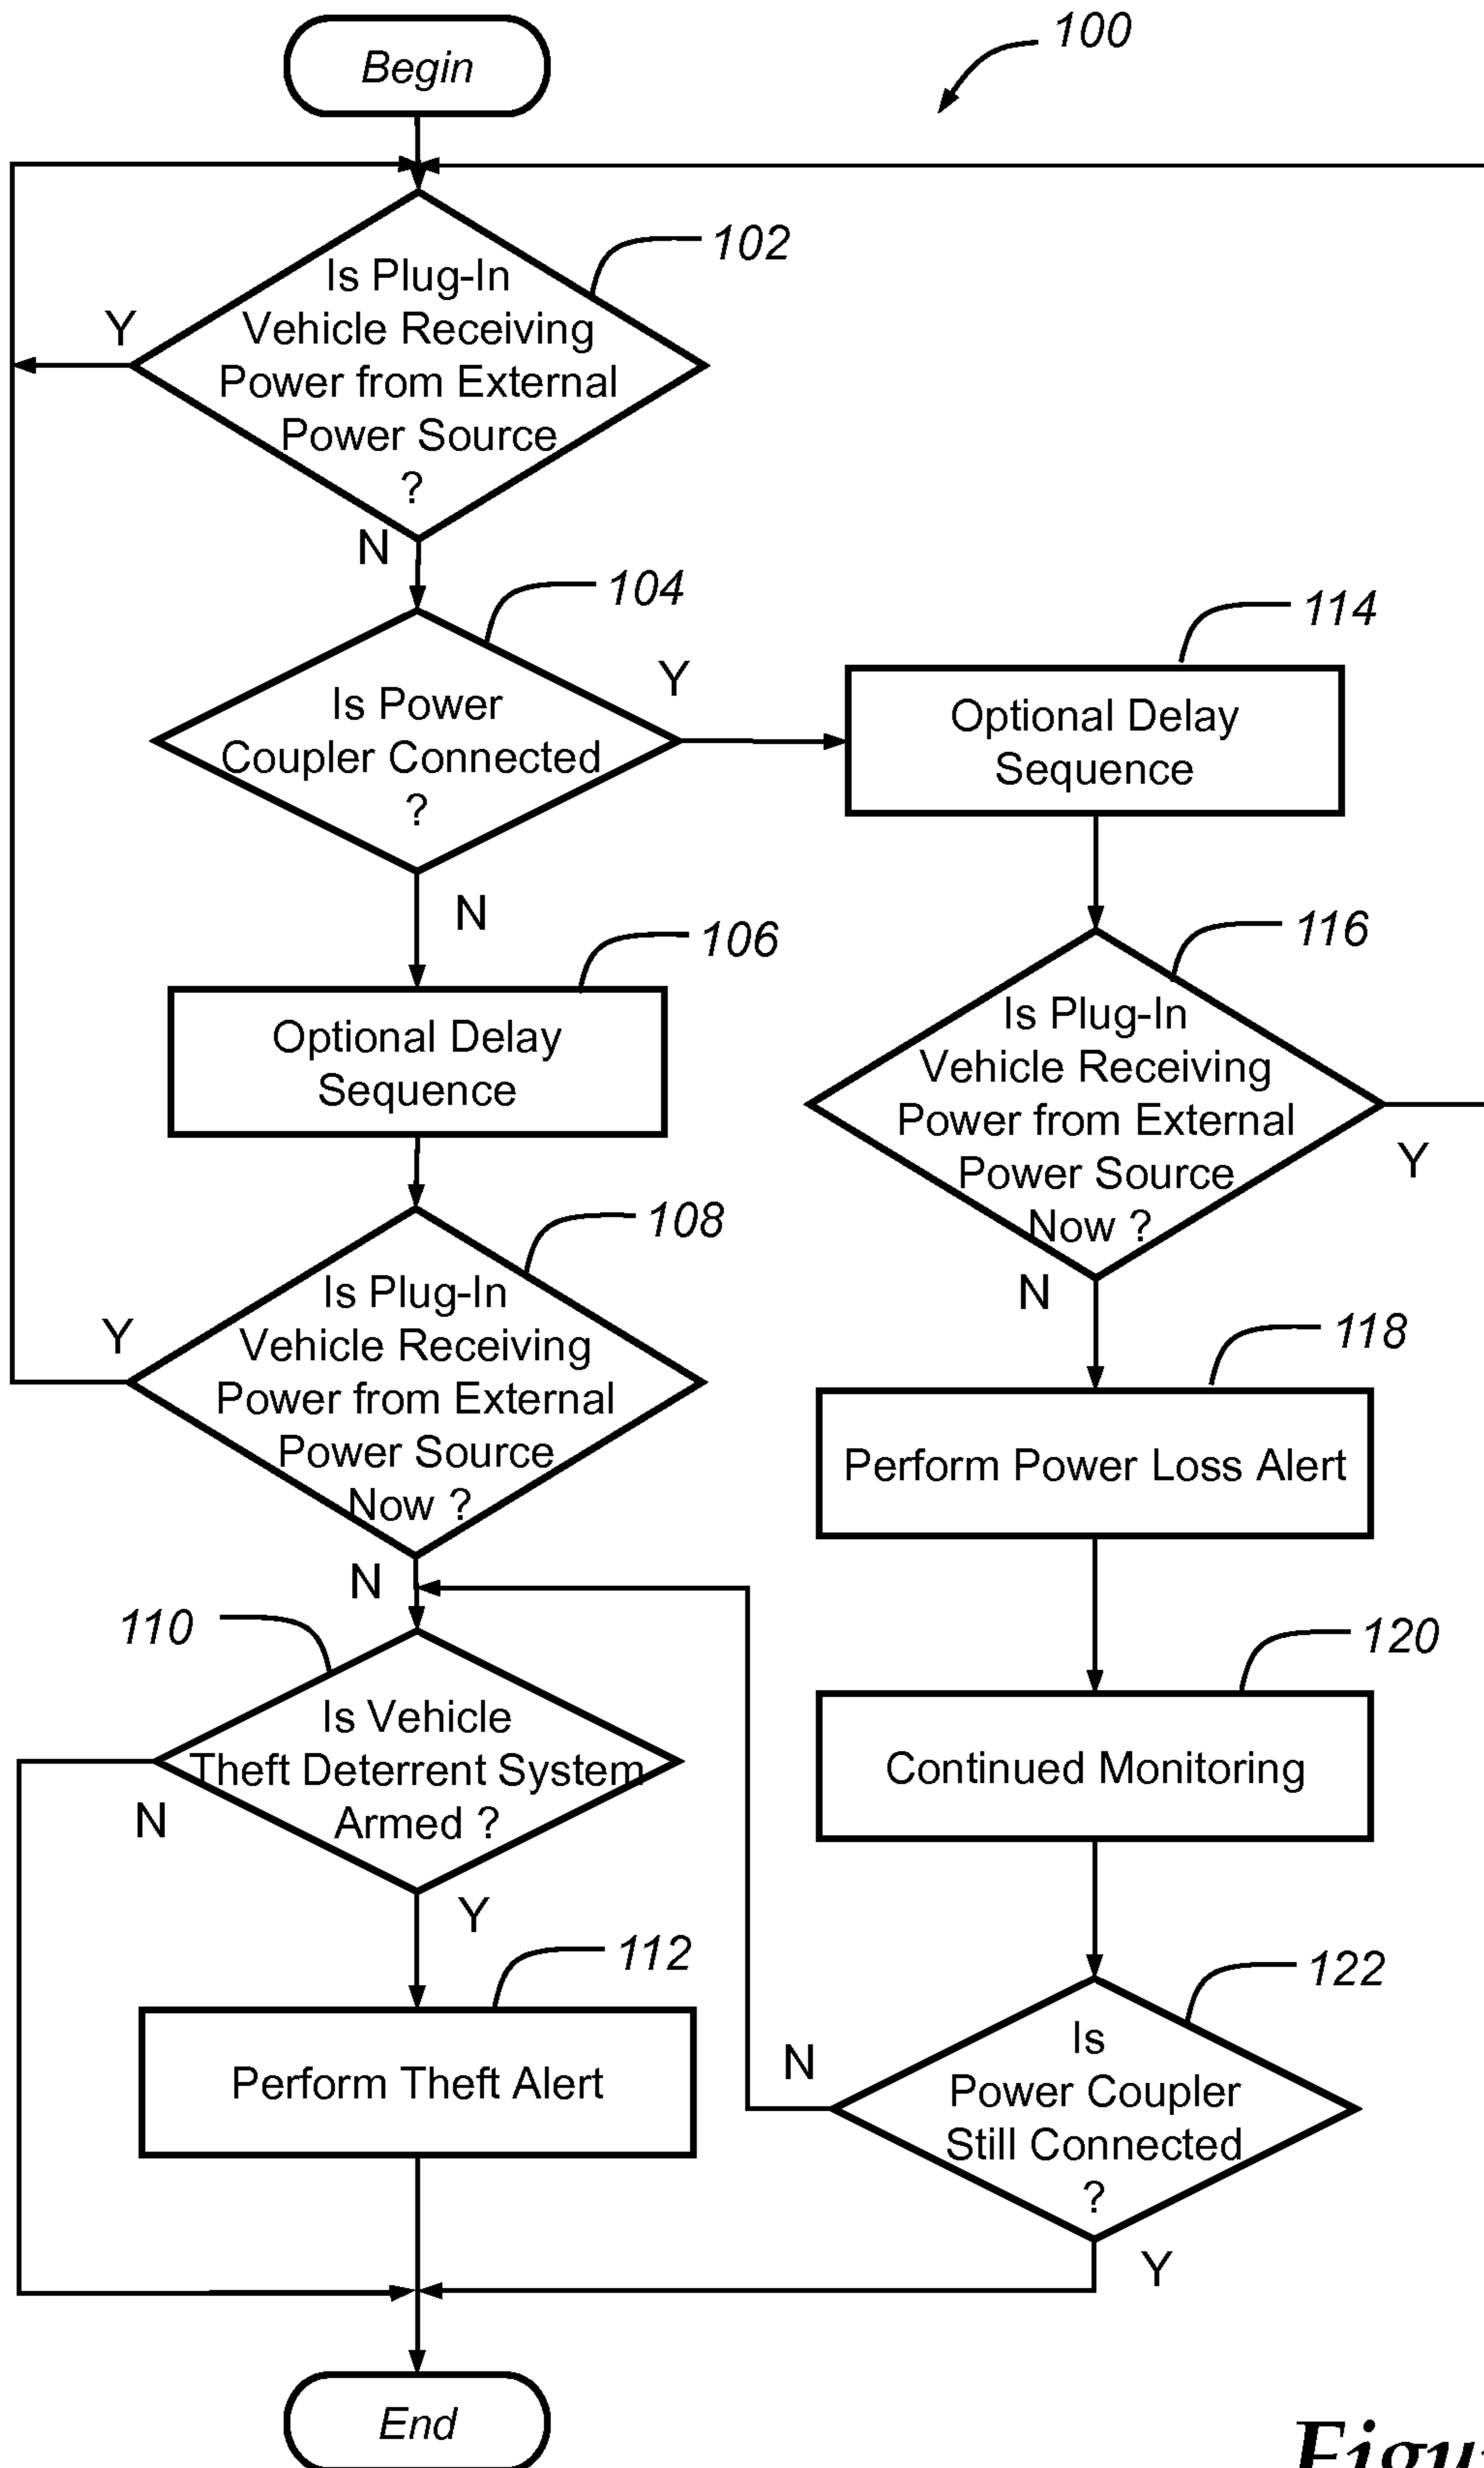 Begin
100
102
Is Plug-In
Vehicle Receiving
Power from External
Power Source
?
Y
N
104
Is Power
Coupler Connected
?
Y
N
114
Optional Delay
Sequence
106
Optional Delay
Sequence
116
Is Plug-In
Vehicle Receiving
Power from External
Power Source
Now ?
Y
N
108
Is Plug-In
Vehicle Receiving
Power from External
Power Source
Now ?
Y
N
118
Perform Power Loss Alert
110
Is Vehicle
Theft Deterrent System
Armed ?
N
Y
120
Continued Monitoring
112
Perform Theft Alert
122
Is
Power Coupler
Still Connected
?
N
Y
End